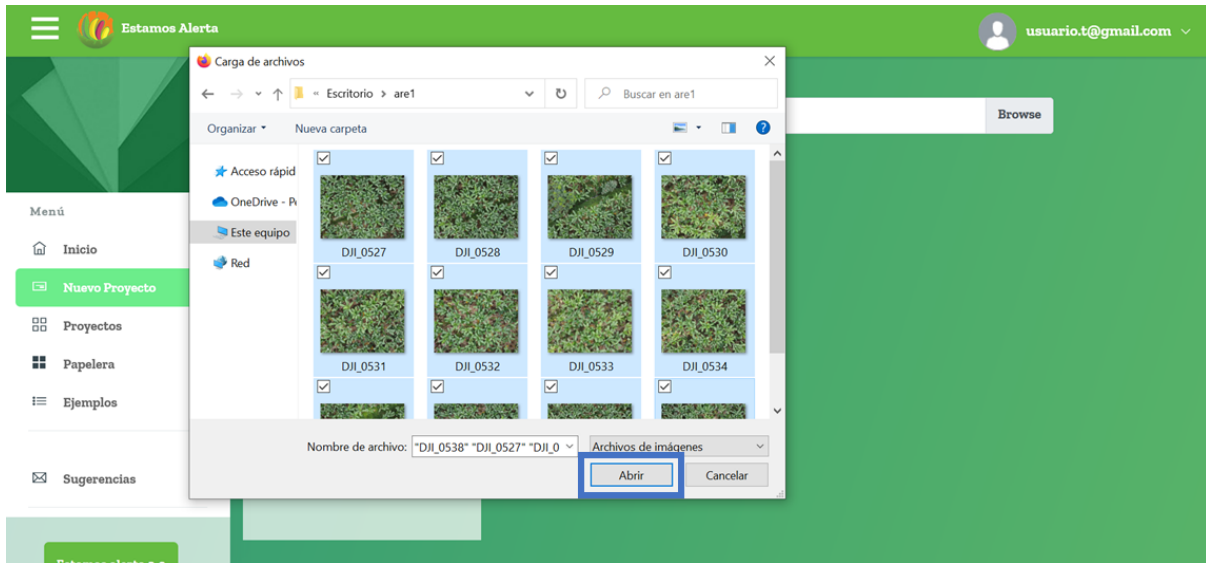 Estamos Alerta
usuario.t@gmail.com
Carga de archivos
« Escritorio > are1
Buscar en are1
Browse
Organizar
Nueva carpeta
Acceso rápid
OneDrive - Pe
Este equipo
Red
DJI_0527
DJI_0528
DJI_0529
DJI_0530
DJI_0531
DJI_0532
DJI_0533
DJI_0534
Nombre de archivo:
"DJI_0538" "DJI_0527" "DJI_0
Archivos de imágenes
Abrir
Cancelar
Menú
Inicio
Nuevo Proyecto
Proyectos
Papelera
Ejemplos
Sugerencias